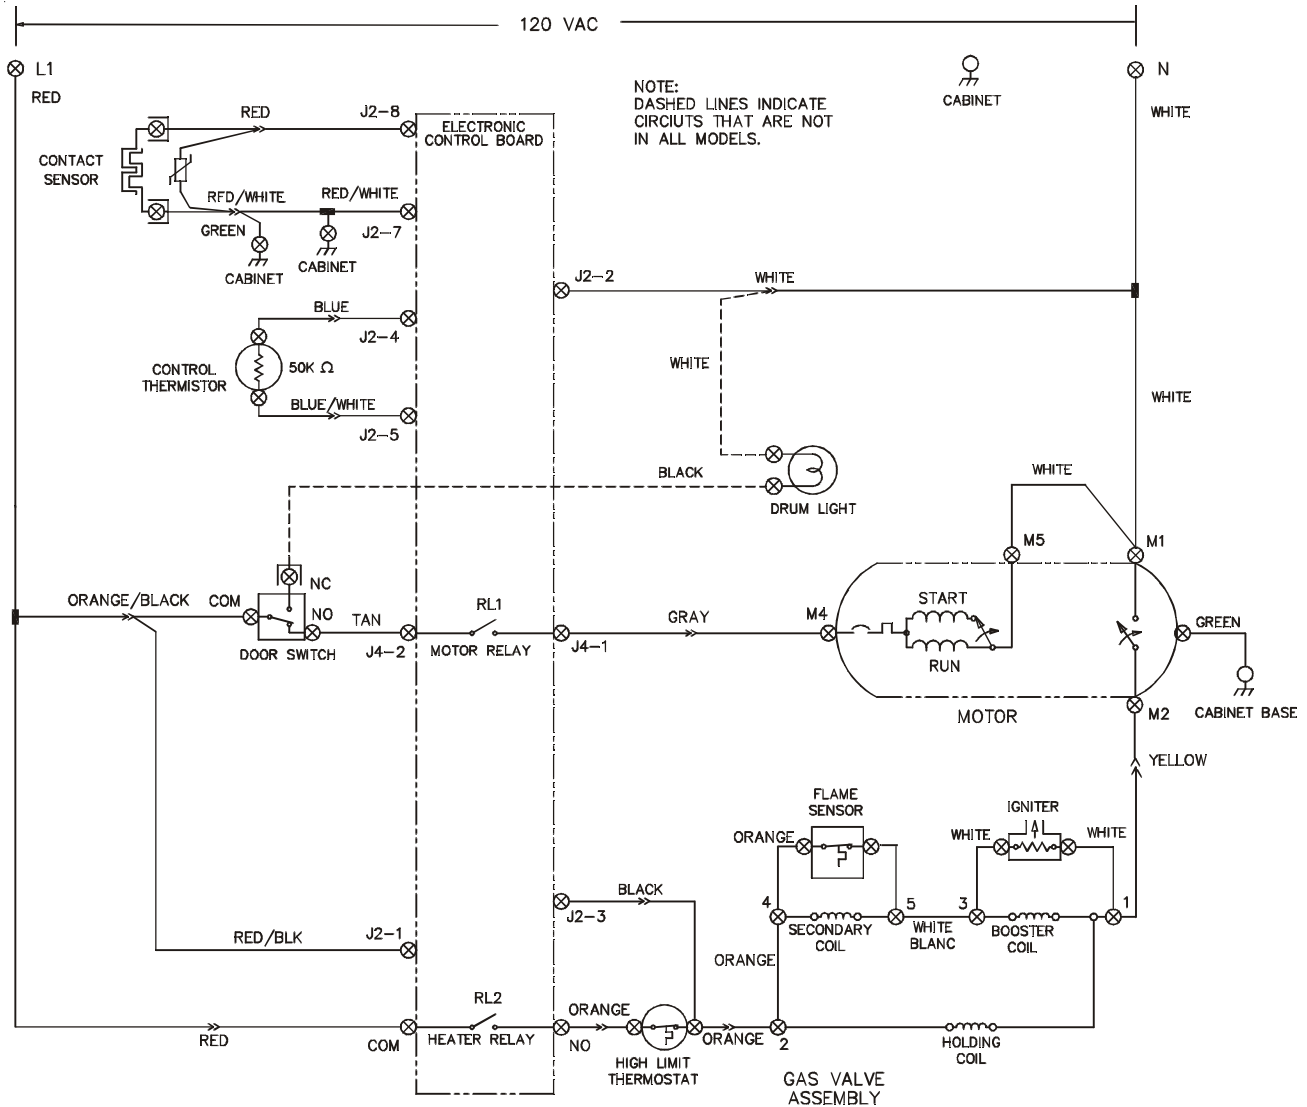 120 VAC
L1
N
RED
WHITE
CABINET
NOTE:
DASHED LINES INDICATE
CIRCIUTS THAT ARE NOT
IN ALL MODELS.
RED
J2-8
ELECTRONIC
CONTROL BOARD
CONTACT
SENSOR
RED/WHITE
RED/WHITE
GREEN
J2-7
CABINET
CABINET
J2-2
WHITE
BLUE
J2-4
CONTROL
THERMISTOR
50K Ω
BLUE/WHITE
J2-5
WHITE
WHITE
BLACK
DRUM LIGHT
WHITE
M5
M1
NC
ORANGE/BLACK
COM
NO
TAN
DOOR SWITCH
J4-2
RL1
MOTOR RELAY
J4-1
GRAY
M4
START
RUN
MOTOR
GREEN
CABINET BASE
M2
YELLOW
FLAME
SENSOR
IGNITER
ORANGE
WHITE
WHITE
BLACK
J2-3
4
5
3
1
SECONDARY
COIL
WHITE
BLANC
BOOSTER
COIL
RED/BLK
J2-1
ORANGE
RL2
ORANGE
RED
COM
HEATER RELAY
NO
HIGH LIMIT
THERMOSTAT
ORANGE
2
HOLDING
COIL
GAS VALVE
ASSEMBLY